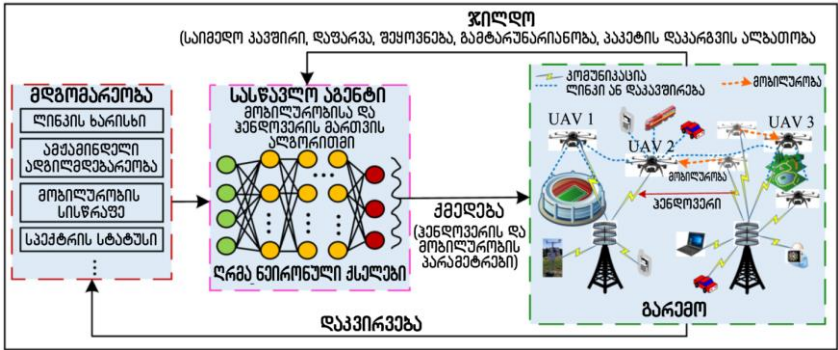 ჯილდო
(საიმედო კავშირი, დაფარვა, შეყოვნება, გამტარუნარიანობა, პაკეტის დაკარგვის ალბათობა
მდგომარეობა
ლინკის ხარისხი
ამჟამინდელი
ადგილმდებარეობა
მობილურობის
სისწრაფე
სპექტრის სტატუსი
სასწავლო აგენტი
მობილურობისა და
ჰენდოვერის მართვის
ალგორითმი
ღრმა ნეირონული ქსელები
ქმედება
(ჰენდოვერის და
მობილურობის
პარამეტრები)
კომუნიკაცია
ლინკი ან დაკავშირება
მობილურობა
UAV 1
UAV 2
UAV 3
მობილურობა
ჰენდოვერი
გარემო
დაკვირვება